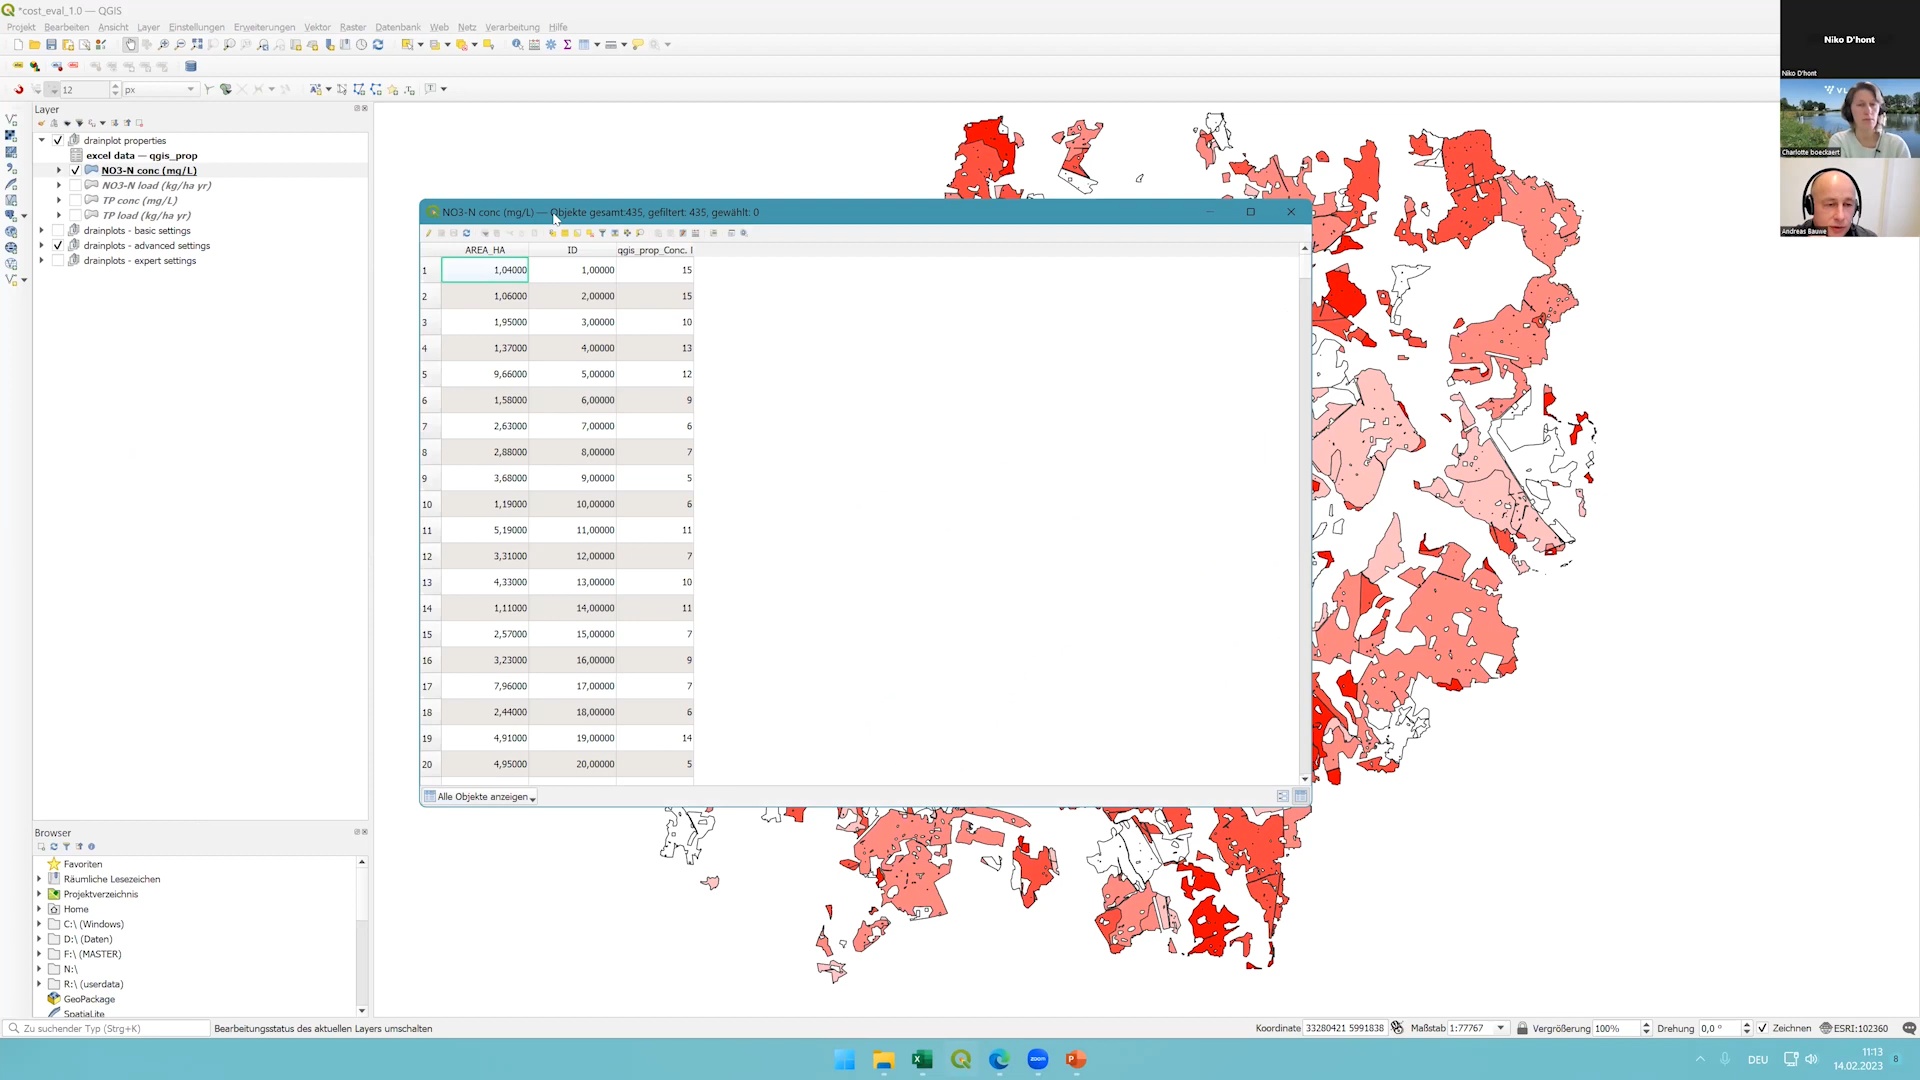 *cost_eval_1.0 — QGIS
Projekt Bearbeiten Ansicht Layer Einstellungen Erweiterungen Vektor Raster Datenbank Web Netz Verarbeitung Hilfe
12 px
Layer
drainplot properties
excel data — qgis_prop
NO3-N conc (mg/L)
NO3-N load (kg/ha yr)
TP conc (mg/L)
TP load (kg/ha yr)
drainplots - basic settings
drainplots - advanced settings
drainplots - expert settings
NO3-N conc (mg/L) — Objekte gesamt:435, gefiltert: 435, gewählt: 0
AREA_HA ID qgis_prop_Conc.
1 1,04000 1,00000 15
2 1,06000 2,00000 15
3 1,95000 3,00000 10
4 1,37000 4,00000 13
5 9,66000 5,00000 12
6 1,58000 6,00000 9
7 2,63000 7,00000 6
8 2,88000 8,00000 7
9 3,68000 9,00000 5
10 1,19000 10,00000 6
11 5,19000 11,00000 11
12 3,31000 12,00000 7
13 4,33000 13,00000 10
14 1,11000 14,00000 11
15 2,57000 15,00000 7
16 3,23000 16,00000 9
17 7,96000 17,00000 7
18 2,44000 18,00000 6
19 4,91000 19,00000 14
20 4,95000 20,00000 5
Alle Objekte anzeigen
Browser
Favoriten
Räumliche Lesezeichen
Projektverzeichnis
Home
C:\ (Windows)
D:\ (Daten)
F:\ (MASTER)
N:\
R:\ (userdata)
GeoPackage
SpatiaLite
Zu suchender Typ (Strg+K) Bearbeitungsstatus des aktuellen Layers umschalten
Koordinate 33280421 5991838 Maßstab 1:77767 Vergrößerung 100% Drehung 0,0 ° Zeichnen ESRI:102360
zoom
DEU 11:13
14.02.2023 8
Niko D'hont
Niko D'hont
Charlotte boeckaert
Andreas Bauwe